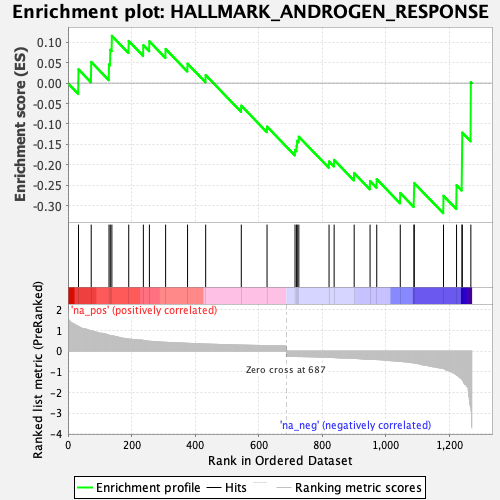 Enrichment plot: HALLMARK_ANDROGEN_RESPONSE
Enrichment score (ES)
0.10
0.05
0.00
-0.05
-0.10
-0.15
-0.20
-0.25
-0.30
'na_pos' (positively correlated)
Ranked list metric (PreRanked)
2
1
0
-1
-2
-3
-4
Zero cross at 687
'na_neg' (negatively correlated)
0
200
400
600
800
1,000
1,200
Rank in Ordered Dataset
Enrichment profile
Hits
Ranking metric scores